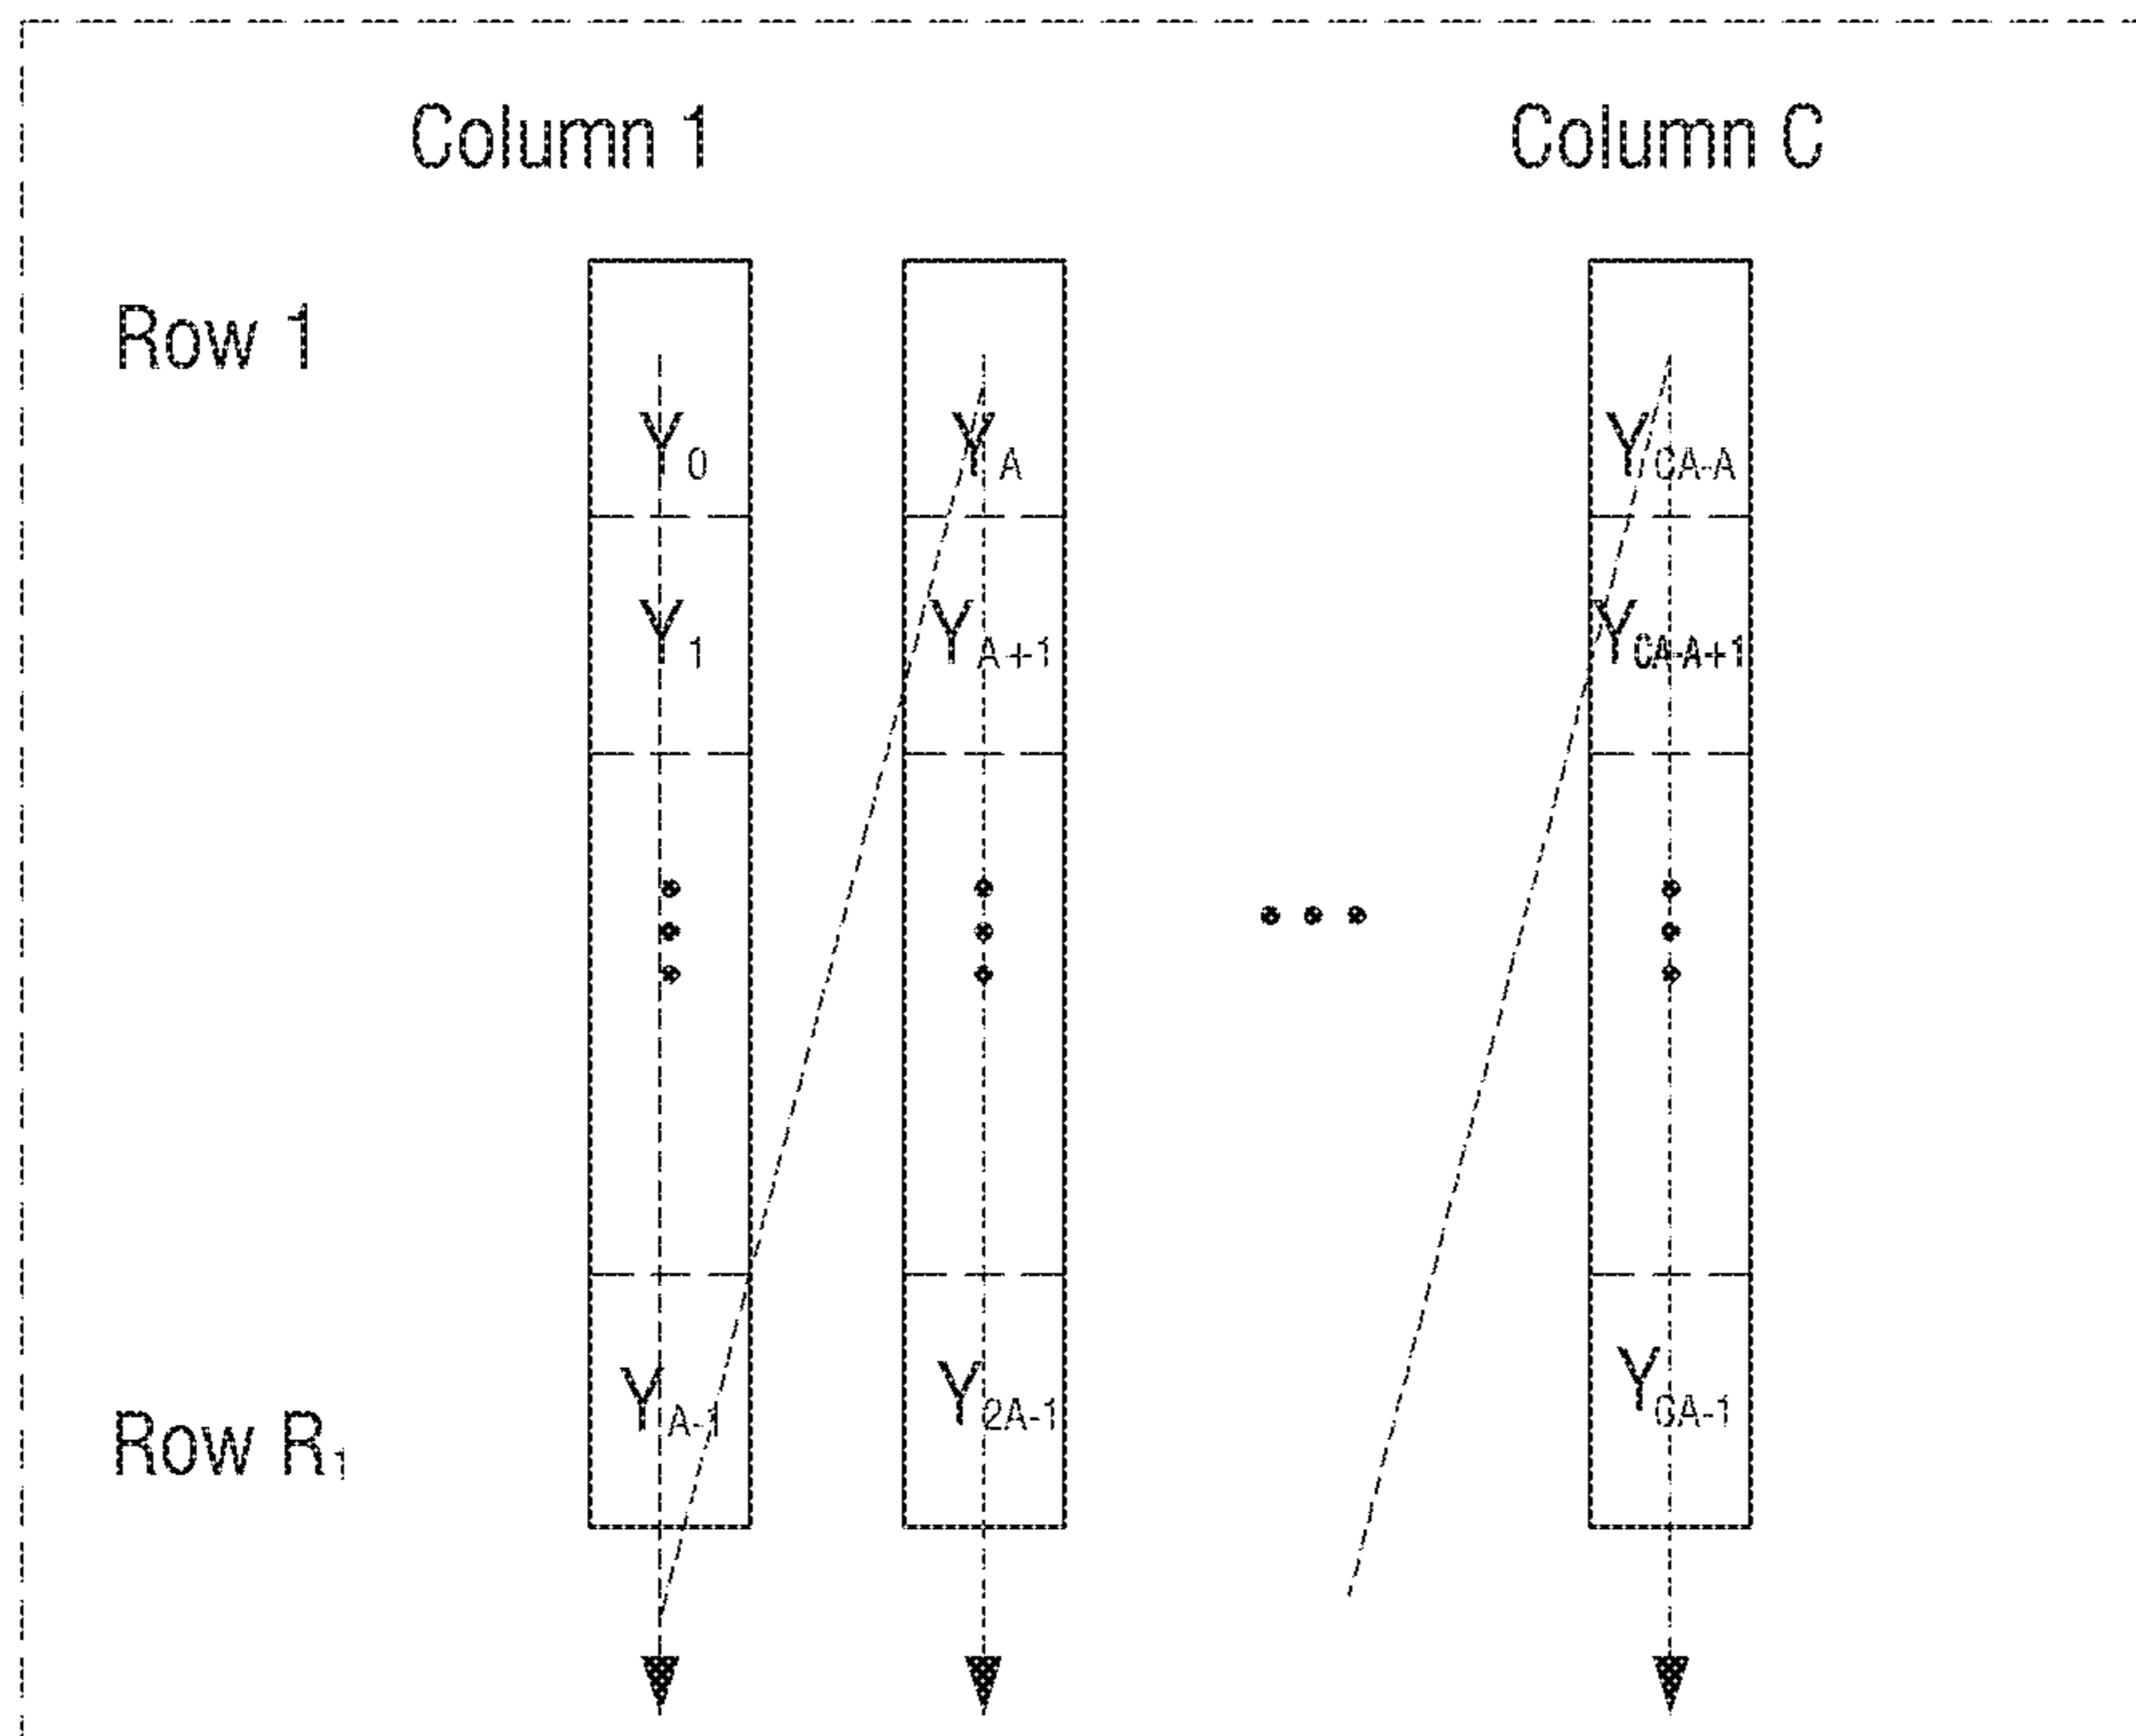 Column 1 Column C
Row 1
Y0 YA YCA-A
Y1 YA+1 YCA-A+1
YA-1 Y2A-1 YCA-1
Row R1